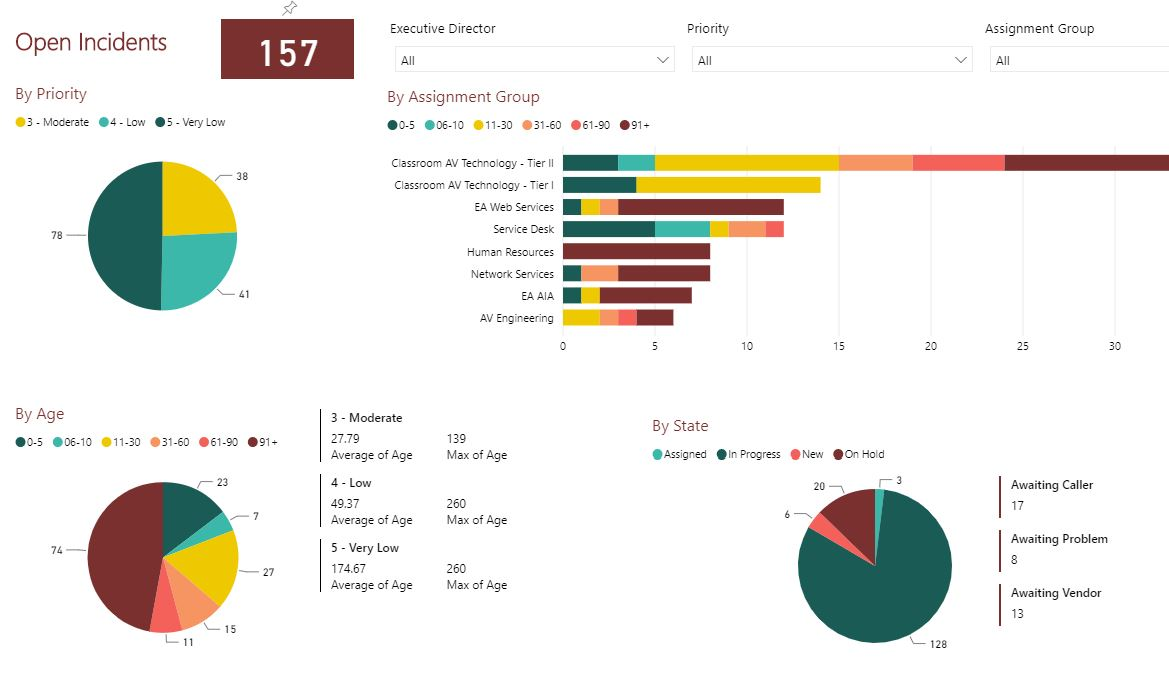 Open Incidents
157
Executive Director
All
Priority
All
Assignment Group
All
By Priority
3 - Moderate 4 - Low 5 - Very Low
38
78
41
By Assignment Group
0-5 06-10 11-30 31-60 61-90 91+
Classroom AV Technology - Tier II
Classroom AV Technology - Tier I
EA Web Services
Service Desk
Human Resources
Network Services
EA AIA
AV Engineering
0 5 10 15 20 25 30
By Age
0-5 06-10 11-30 31-60 61-90 91+
23
7
74
27
15
11
3 - Moderate
27.79 139
Average of Age Max of Age
4 - Low
49.37 260
Average of Age Max of Age
5 - Very Low
174.67 260
Average of Age Max of Age
By State
Assigned In Progress New On Hold
3
20
6
128
Awaiting Caller
17
Awaiting Problem
8
Awaiting Vendor
13